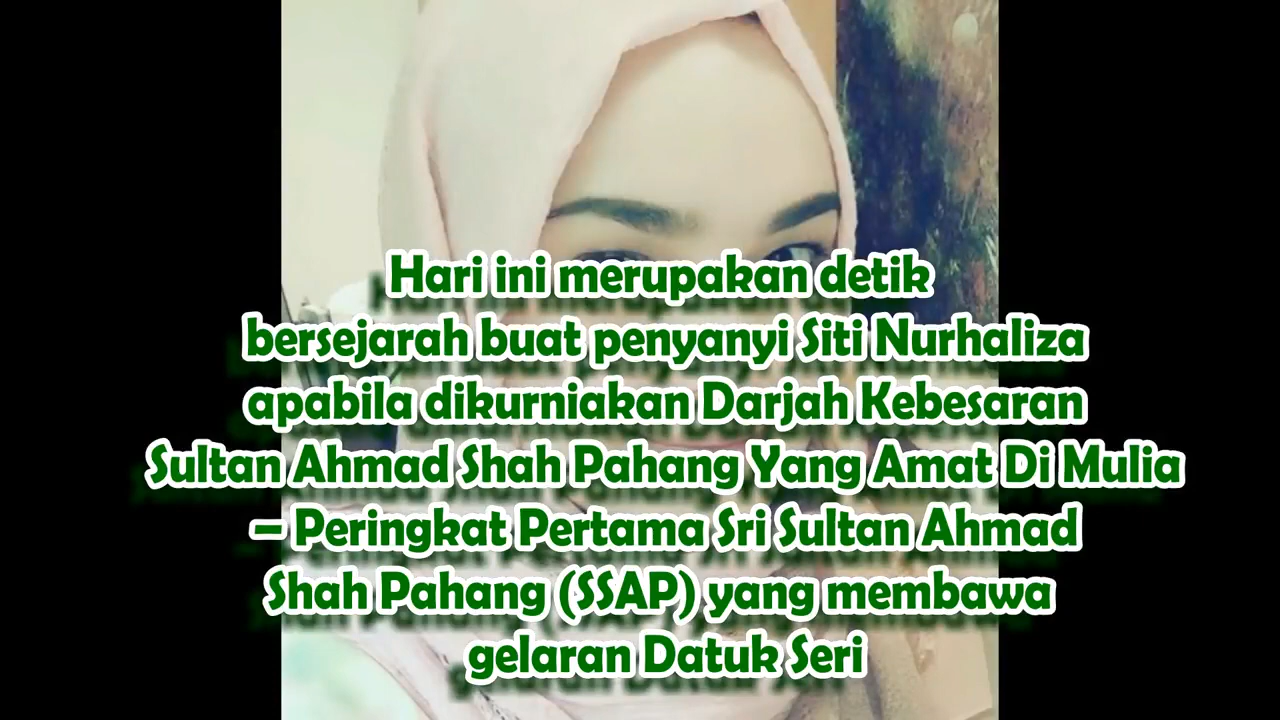 Hari ini merupakan detik
bersejarah buat penyanyi Siti Nurhaliza
apabila dikurniakan Darjah Kebesaran
Sultan Ahmad Shah Pahang Yang Amat Di Mulia
– Peringkat Pertama Sri Sultan Ahmad
Shah Pahang (SSAP) yang membawa
gelaran Datuk Seri